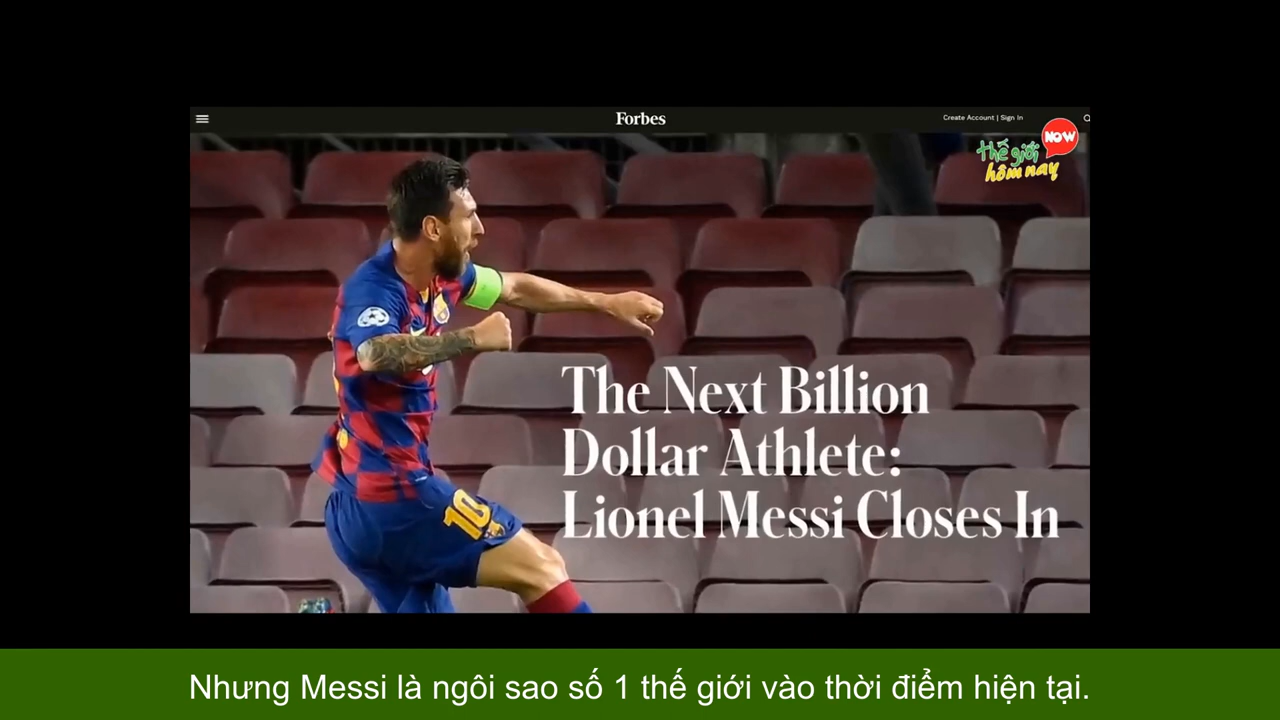 Forbes
Create Account | Sign In
NOW
thế giới
hôm nay
The Next Billion
Dollar Athlete:
Lionel Messi Closes In
10
Nhưng Messi là ngôi sao số 1 thế giới vào thời điểm hiện tại.